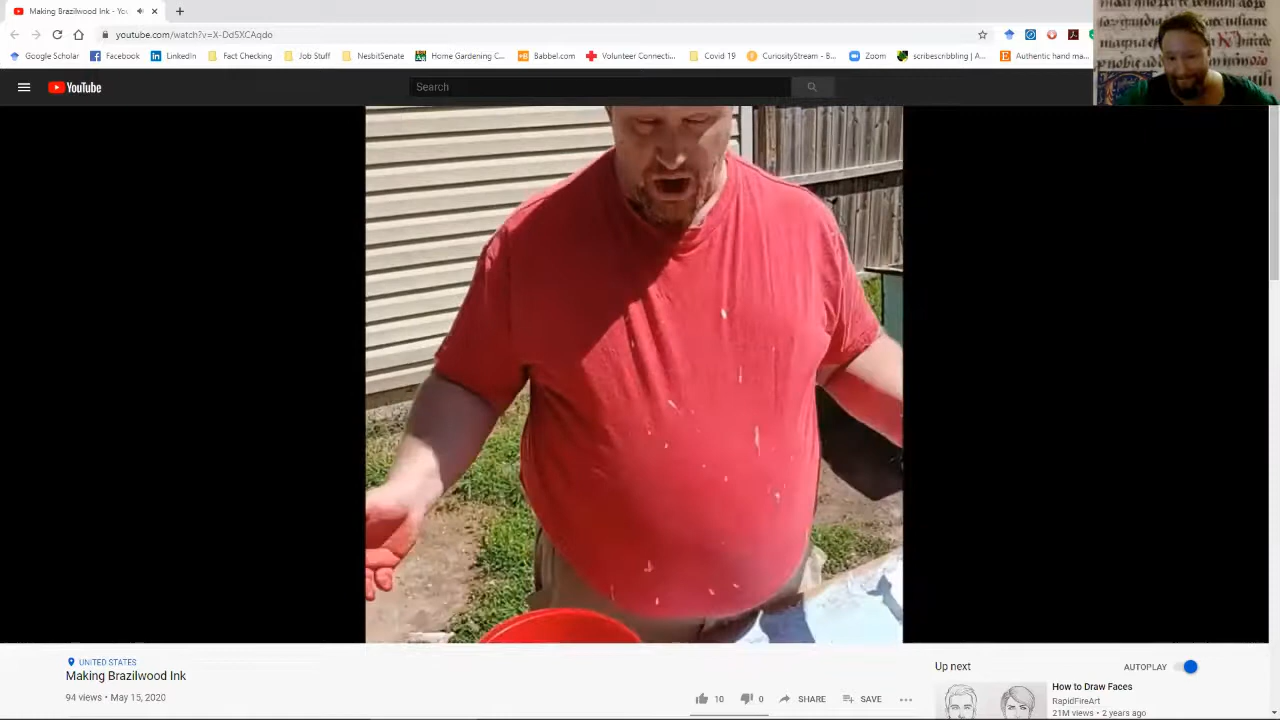 Making Brazilwood Ink - You
youtube.com/watch?v=X-Dd5XCAqdo
Google Scholar Facebook LinkedIn Fact Checking Job Stuff NesbitSenate Home Gardening C... Babbel.com Volunteer Connecti... Covid 19 CuriosityStream - B... Zoom scribesscribbling | A... Authentic hand ma...
YouTube
Search
UNITED STATES
Making Brazilwood Ink
94 views • May 15, 2020
10 0 SHARE SAVE
Up next AUTOPLAY
How to Draw Faces
RapidFireArt
21M views • 2 years ago